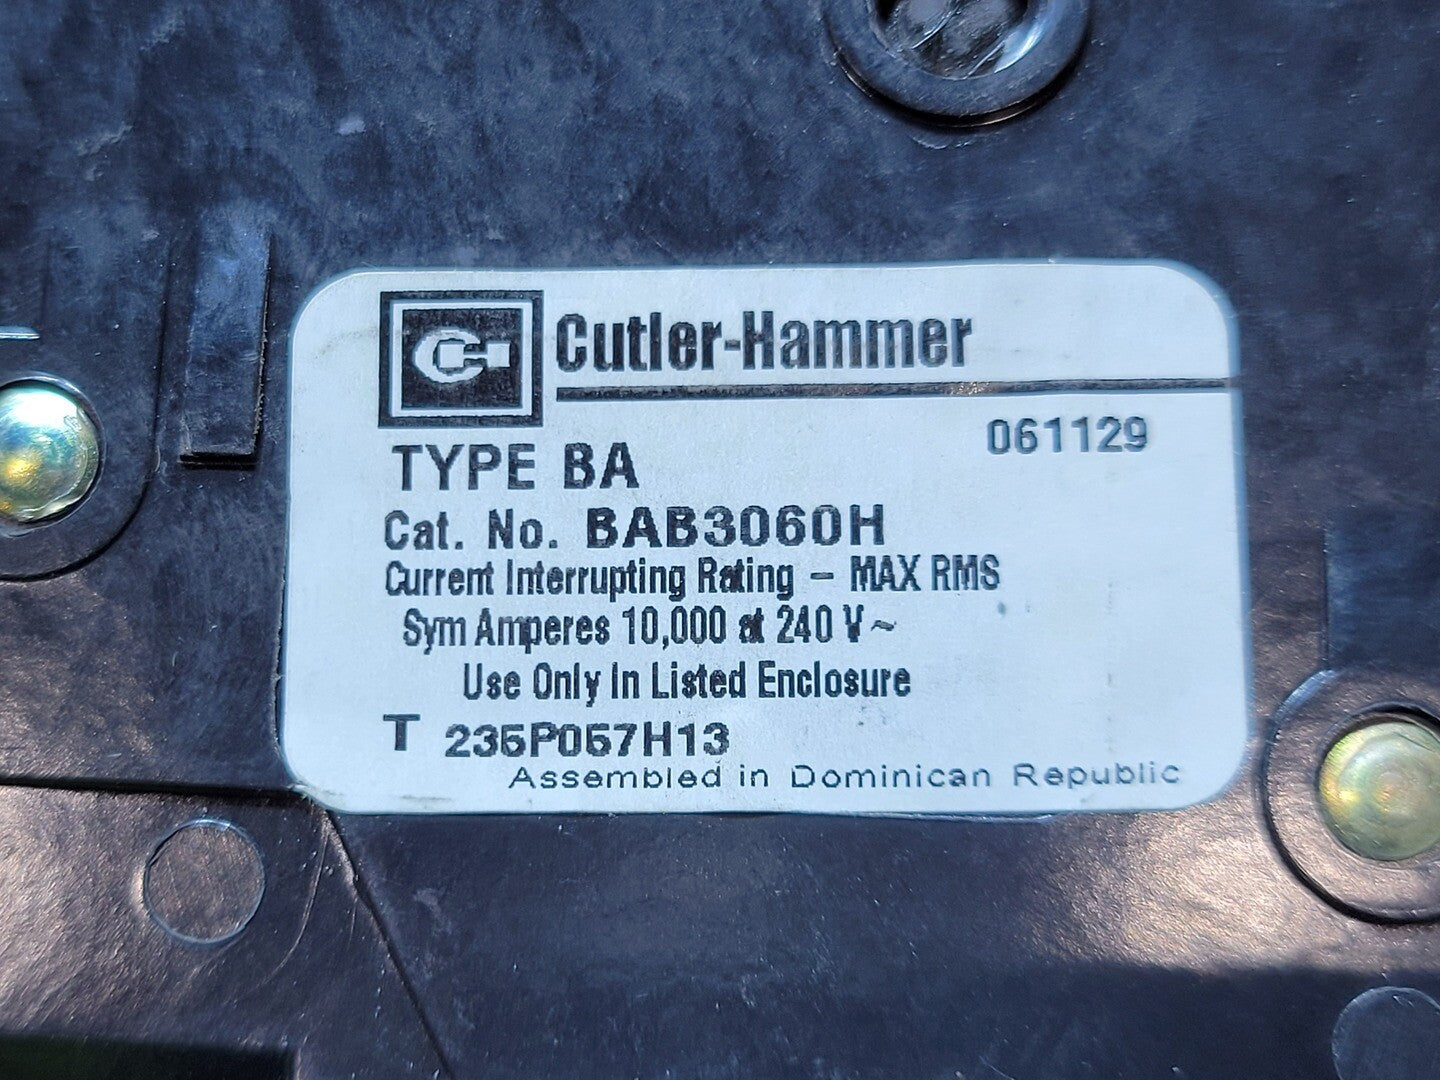 Cutler-Hammer
061129
TYPE BA
Cat. No. BAB3060H
Current Interrupting Rating – MAX RMS
Sym Amperes 10,000 at 240 V~
Use Only In Listed Enclosure
T 235P057H13
Assembled in Dominican Republic